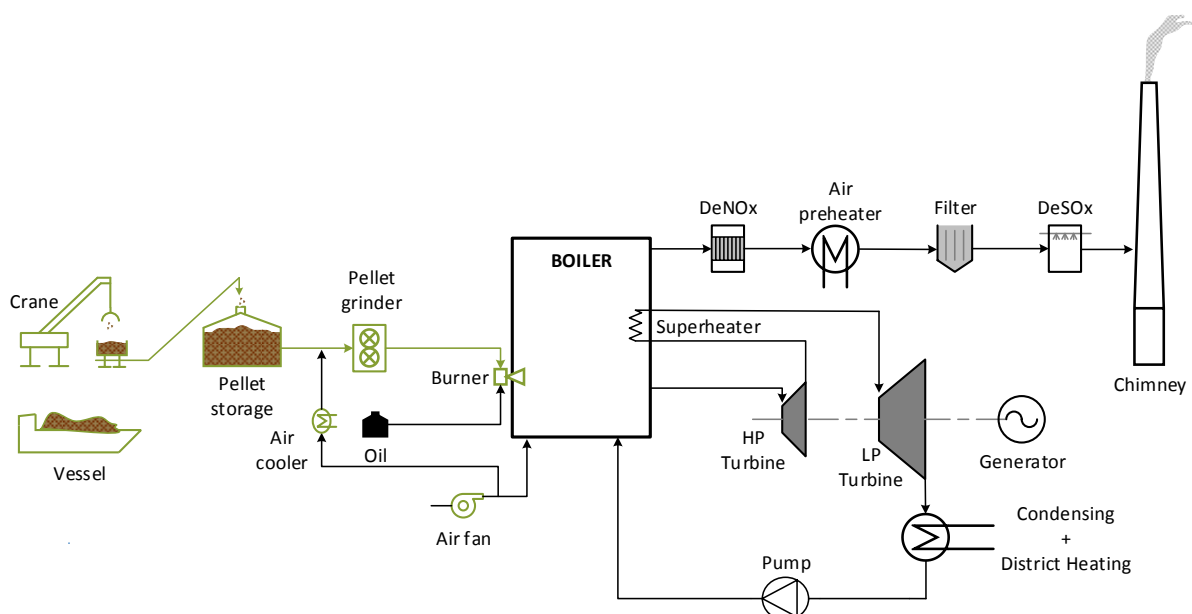 DeNOx
Air
preheater
Filter
DeSOx
BOILER
Crane
Pellet
grinder
Superheater
Burner
Pellet
storage
Chimney
Air
cooler
Oil
HP
Turbine
LP
Turbine
Generator
Vessel
Air fan
Condensing
+
District Heating
Pump